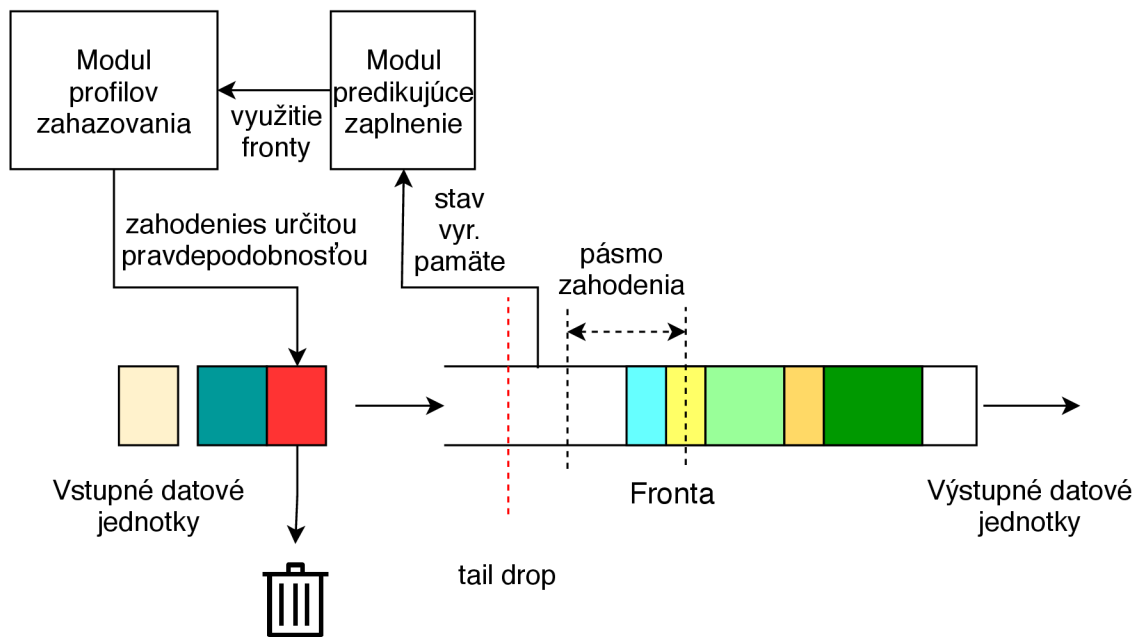 Modul
profilov
zahazovania
Modul
predikujúce
zaplnenie
využitie
fronty
zahodenies určitou
pravdepodobnosťou
stav
vyr.
pamäte
pásmo
zahodenia
Vstupné datové
jednotky
Fronta
Výstupné datové
jednotky
tail drop